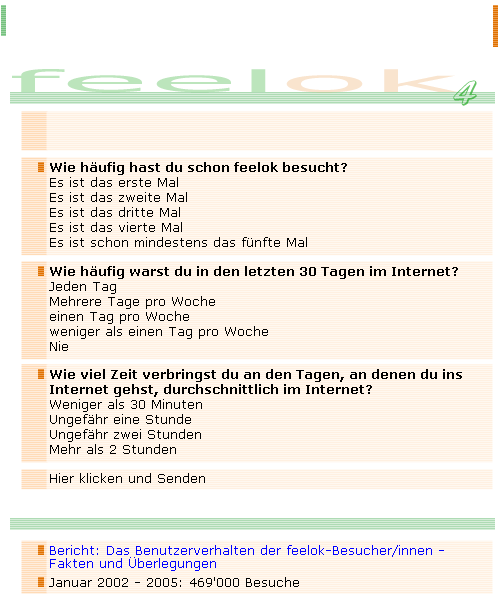 feelok 4
Wie häufig hast du schon feelok besucht?
Es ist das erste Mal
Es ist das zweite Mal
Es ist das dritte Mal
Es ist das vierte Mal
Es ist schon mindestens das fünfte Mal
Wie häufig warst du in den letzten 30 Tagen im Internet?
Jeden Tag
Mehrere Tage pro Woche
einen Tag pro Woche
weniger als einen Tag pro Woche
Nie
Wie viel Zeit verbringst du an den Tagen, an denen du ins
Internet gehst, durchschnittlich im Internet?
Weniger als 30 Minuten
Ungefähr eine Stunde
Ungefähr zwei Stunden
Mehr als 2 Stunden
Hier klicken und Senden
Bericht: Das Benutzerverhalten der feelok-Besucher/innen -
Fakten und Überlegungen
Januar 2002 - 2005: 469'000 Besuche